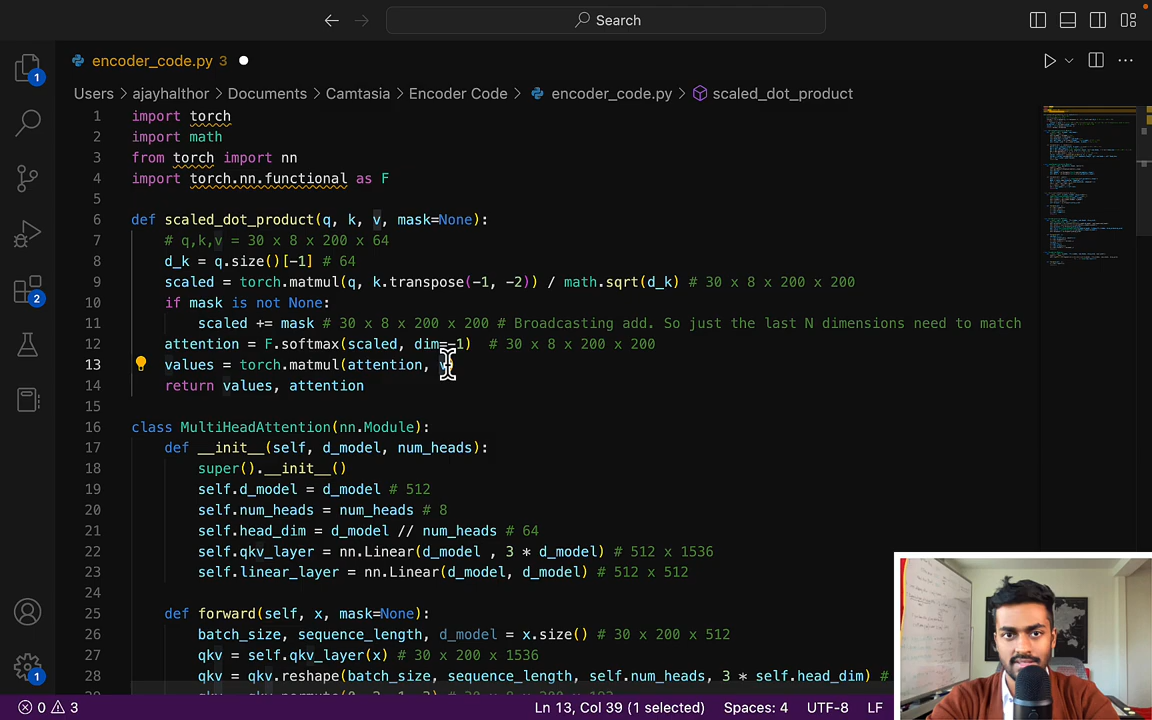 Search
encoder_code.py 3
Users > ajayhalthor > Documents > Camtasia > Encoder Code > encoder_code.py > scaled_dot_product
1 import torch
2 import math
3 from torch import nn
4 import torch.nn.functional as F
5
6 def scaled_dot_product(q, k, v, mask=None):
7 # q,k,v = 30 x 8 x 200 x 64
8 d_k = q.size()[-1] # 64
9 scaled = torch.matmul(q, k.transpose(-1, -2)) / math.sqrt(d_k) # 30 x 8 x 200 x 200
10 if mask is not None:
11 scaled += mask # 30 x 8 x 200 x 200 # Broadcasting add. So just the last N dimensions need to match
12 attention = F.softmax(scaled, dim=-1) # 30 x 8 x 200 x 200
13 values = torch.matmul(attention, v)
14 return values, attention
15
16 class MultiHeadAttention(nn.Module):
17 def __init__(self, d_model, num_heads):
18 super().__init__()
19 self.d_model = d_model # 512
20 self.num_heads = num_heads # 8
21 self.head_dim = d_model // num_heads # 64
22 self.qkv_layer = nn.Linear(d_model , 3 * d_model) # 512 x 1536
23 self.linear_layer = nn.Linear(d_model, d_model) # 512 x 512
24
25 def forward(self, x, mask=None):
26 batch_size, sequence_length, d_model = x.size() # 30 x 200 x 512
27 qkv = self.qkv_layer(x) # 30 x 200 x 1536
28 qkv = qkv.reshape(batch_size, sequence_length, self.num_heads, 3 * self.head_dim) #
1
2
1
0 3
Ln 13, Col 39 (1 selected) Spaces: 4 UTF-8 LF